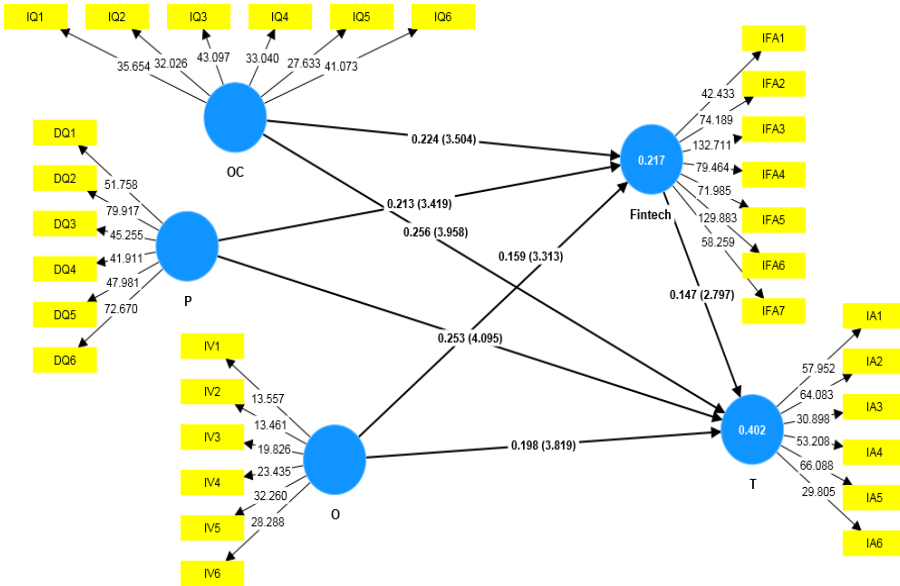 IQ1 IQ2 IQ3 IQ4 IQ5 IQ6
35.654 32.026 43.097 33.040 27.633 41.073
OC
DQ1
DQ2
DQ3
DQ4
DQ5
DQ6
51.758
79.917
45.255
41.911
47.981
72.670
P
IV1
IV2
IV3
IV4
IV5
IV6
13.557
13.461
19.826
23.435
32.260
28.288
O
0.224 (3.504)
0.213 (3.419)
0.256 (3.958)
0.159 (3.313)
0.253 (4.095)
0.198 (3.819)
0.147 (2.797)
0.217
Fintech
42.433
74.189
132.711
79.464
71.985
129.883
58.259
IFA1
IFA2
IFA3
IFA4
IFA5
IFA6
IFA7
0.402
T
57.952
64.083
30.898
53.208
66.088
29.805
IA1
IA2
IA3
IA4
IA5
IA6